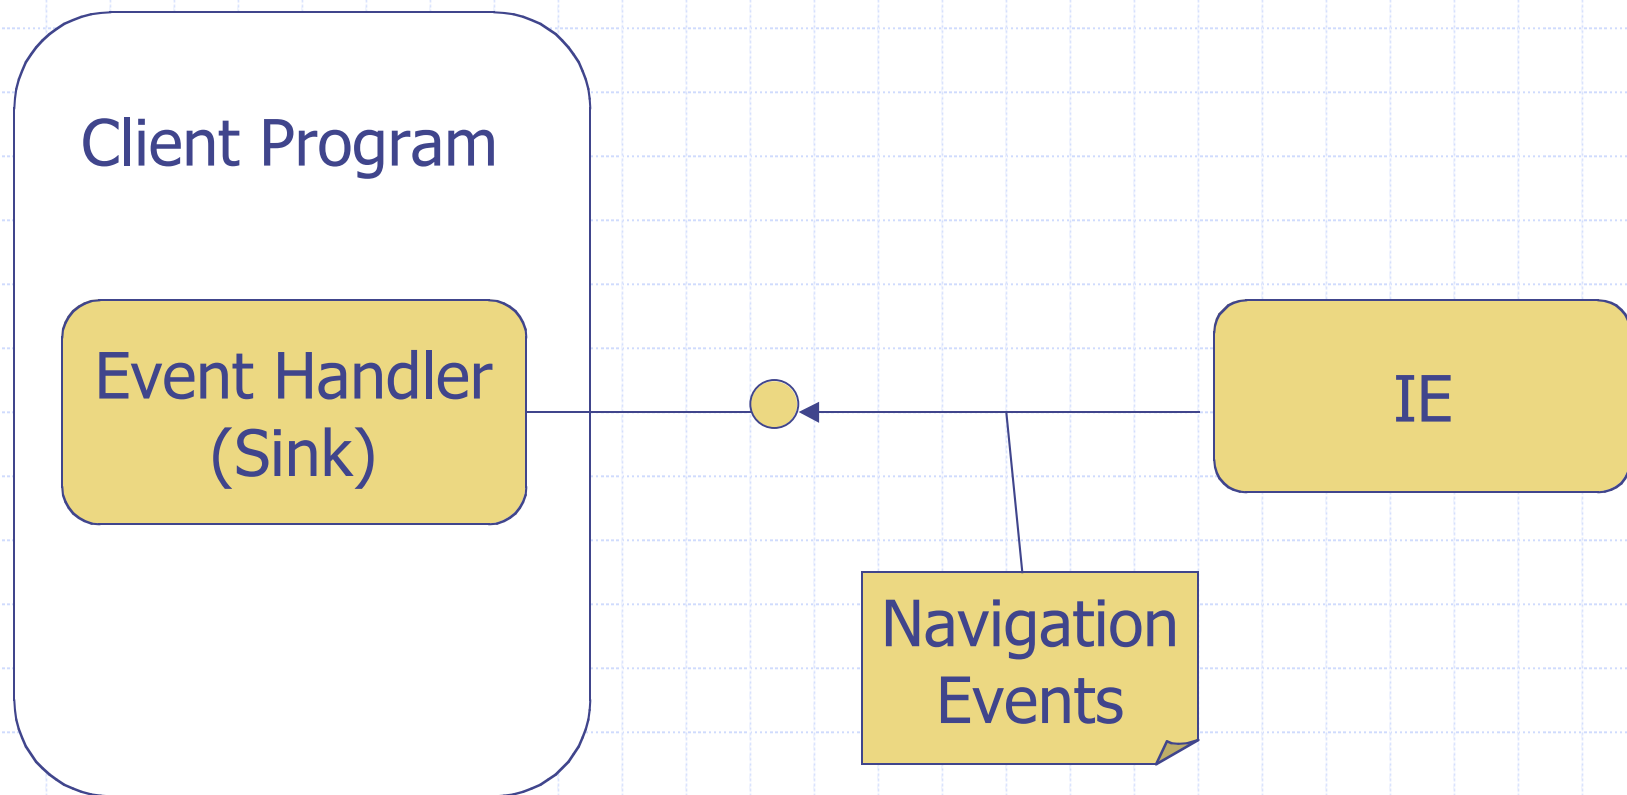 Client Program
Event Handler
(Sink)
IE
Navigation
Events